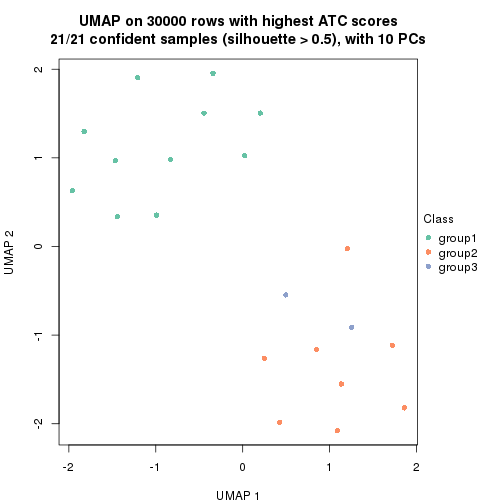 UMAP on 30000 rows with highest ATC scores
21/21 confident samples (silhouette > 0.5), with 10 PCs
2
1
0
-1
-2
UMAP 2
-2
-1
0
1
2
UMAP 1
Class
group1
group2
group3